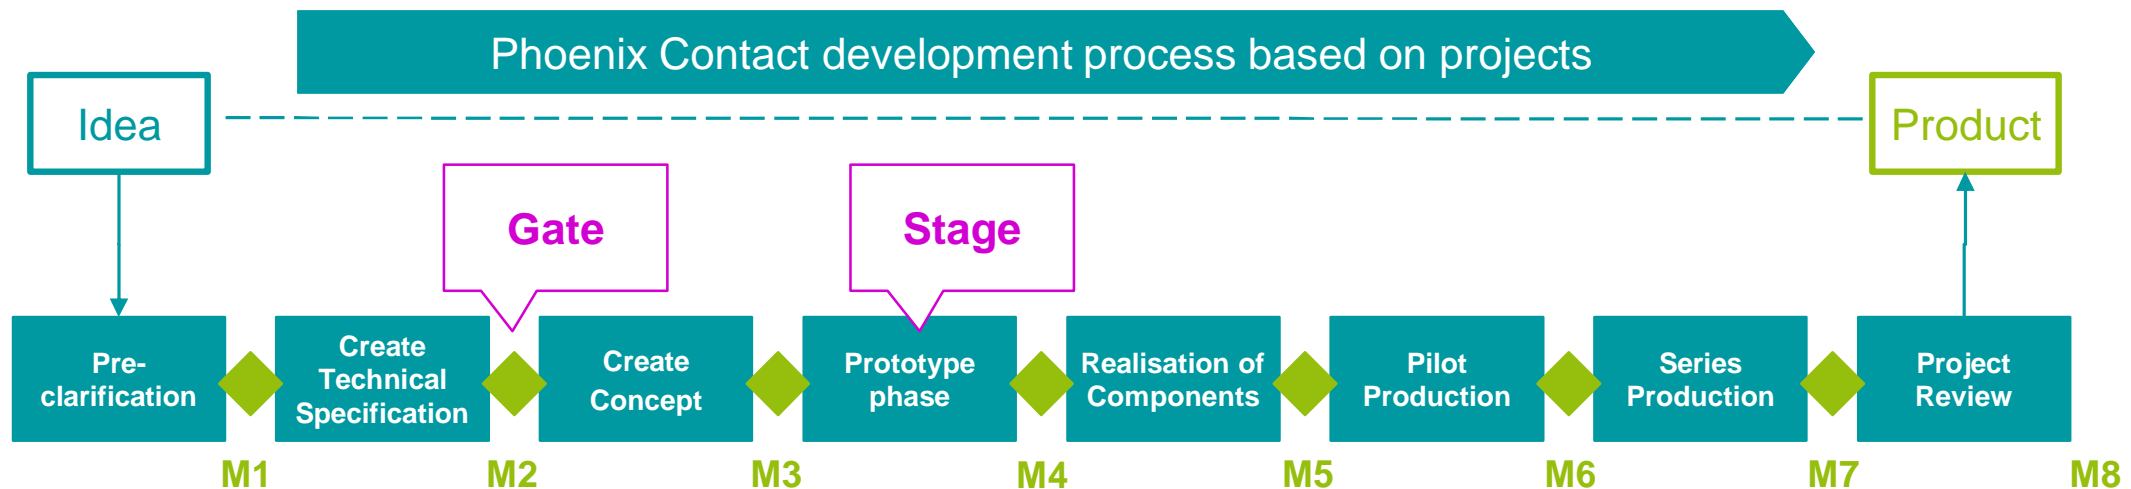 Phoenix Contact development process based on projects
Idea
Product
Gate
Stage
Pre-
clarification
Create
Technical
Specification
Create
Concept
Prototype
phase
Realisation of
Components
Pilot
Production
Series
Production
Project
Review
M1
M2
M3
M4
M5
M6
M7
M8